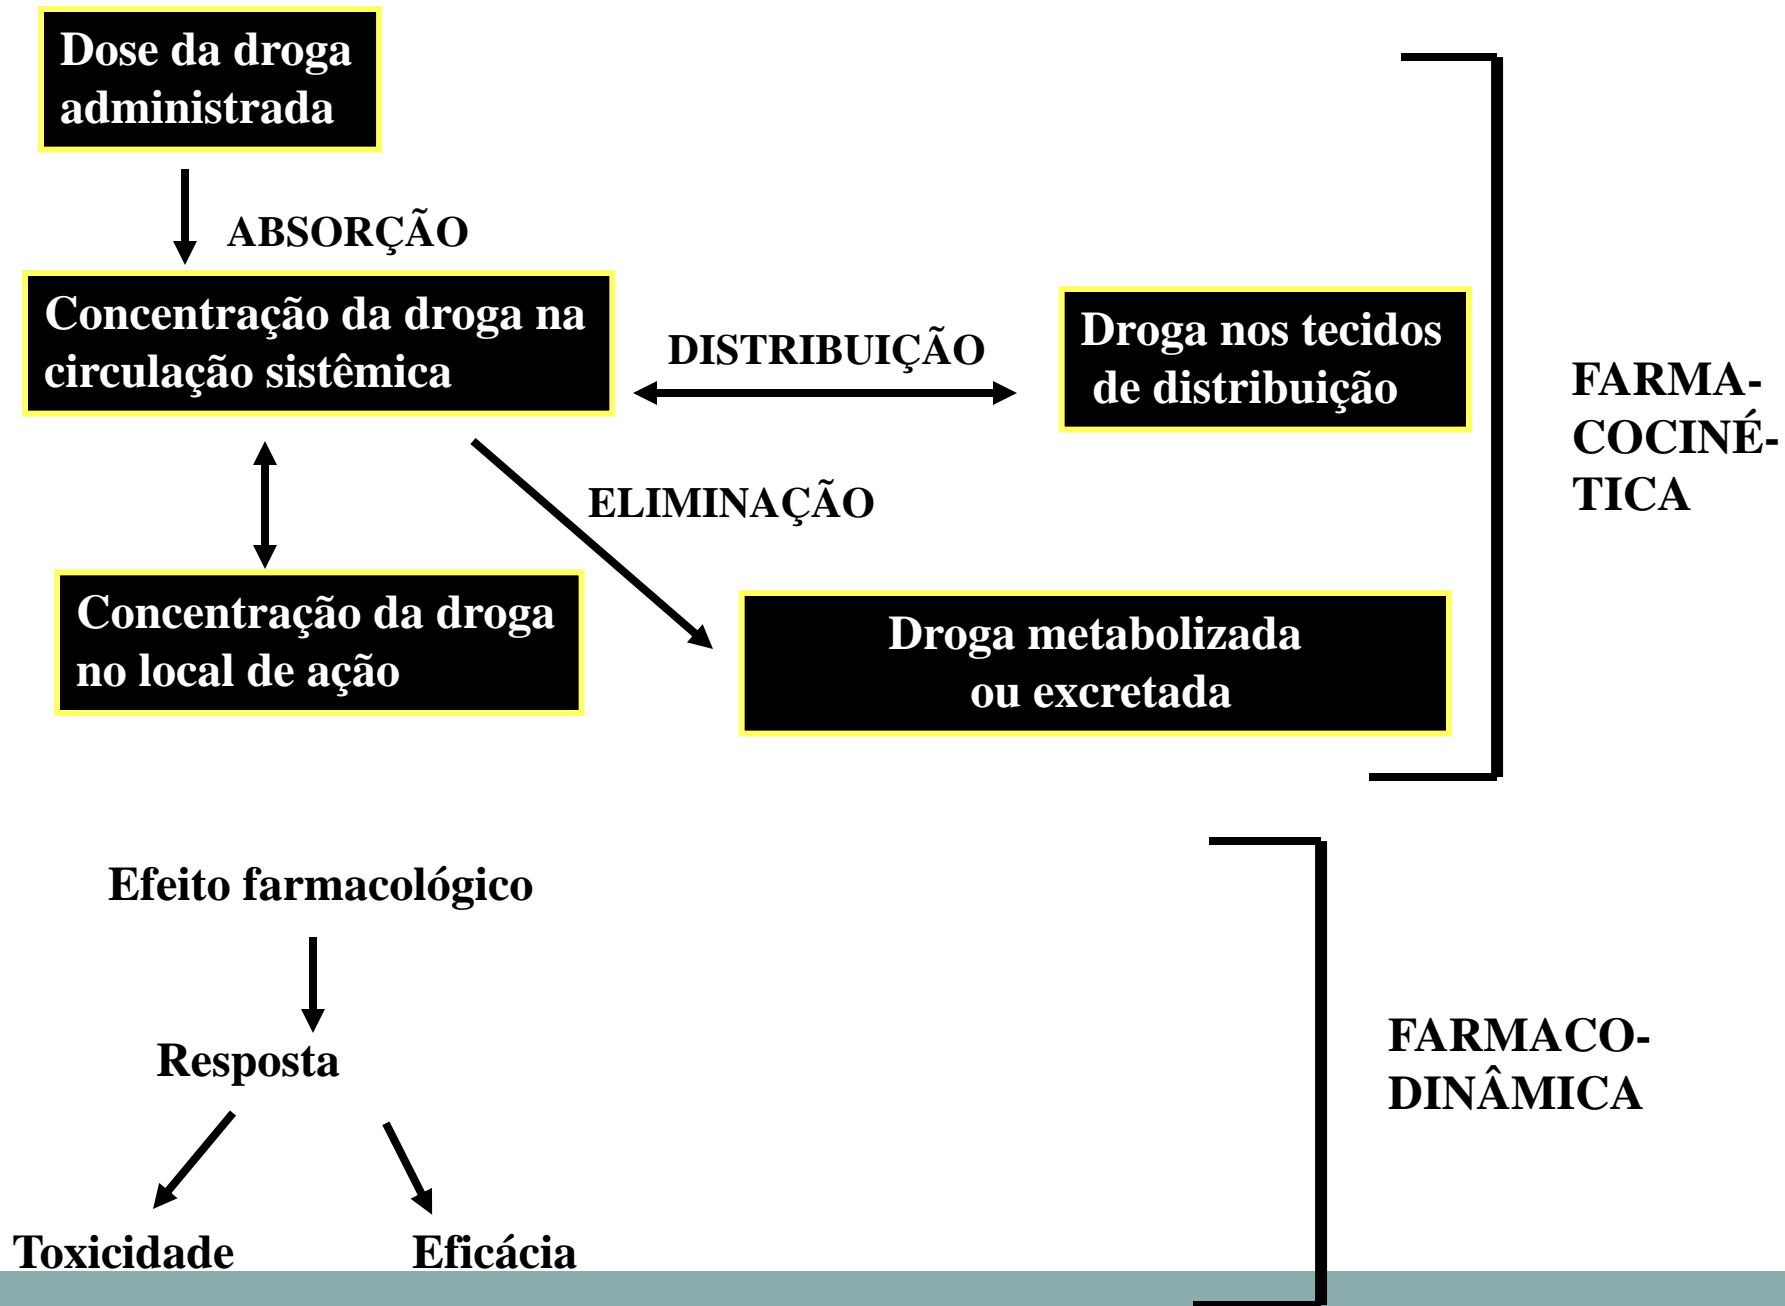 Dose da droga
administrada
ABSORÇÃO
Concentração da droga na
circulação sistêmica
DISTRIBUIÇÃO
Droga nos tecidos
de distribuição
FARMA-
COCINÉ-
TICA
ELIMINAÇÃO
Concentração da droga
no local de ação
Droga metabolizada
ou excretada
Efeito farmacológico
Resposta
FARMACO-
DINÂMICA
Toxicidade
Eficácia